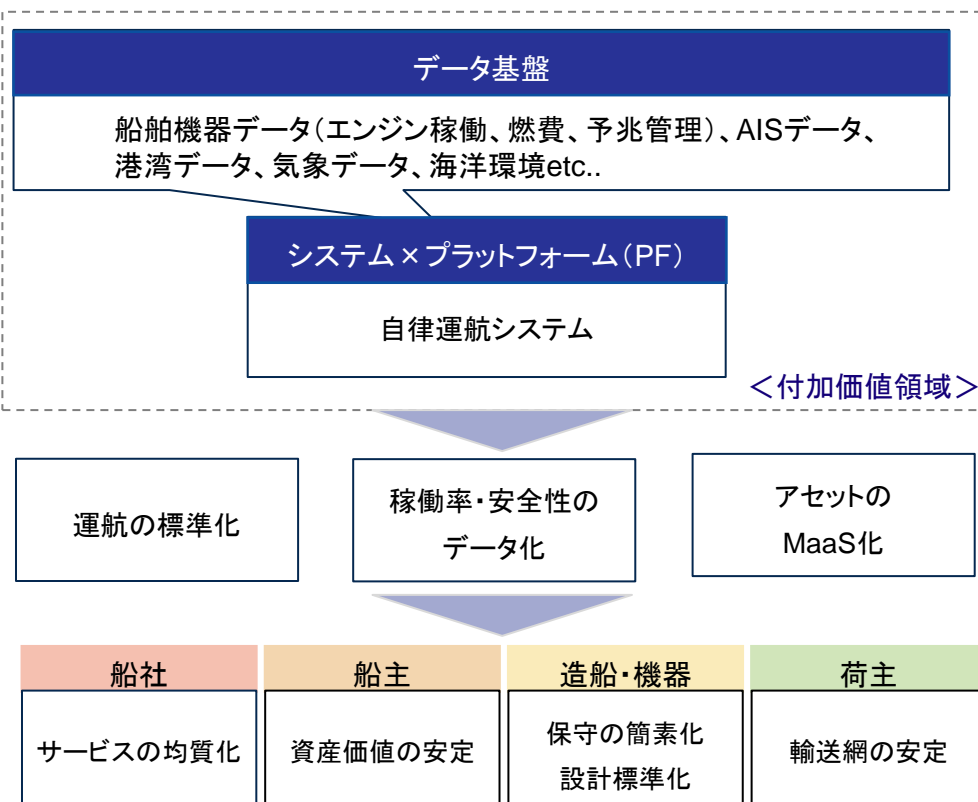 データ基盤
船舶機器データ(エンジン稼働、燃費、予兆管理)、AISデータ、
港湾データ、気象データ、海洋環境etc..
システム×プラットフォーム(PF)
自律運航システム
＜付加価値領域＞
運航の標準化
稼働率・安全性の
データ化
アセットの
MaaS化
船社
船主
造船・機器
荷主
サービスの均質化
資産価値の安定
保守の簡素化
設計標準化
輸送網の安定